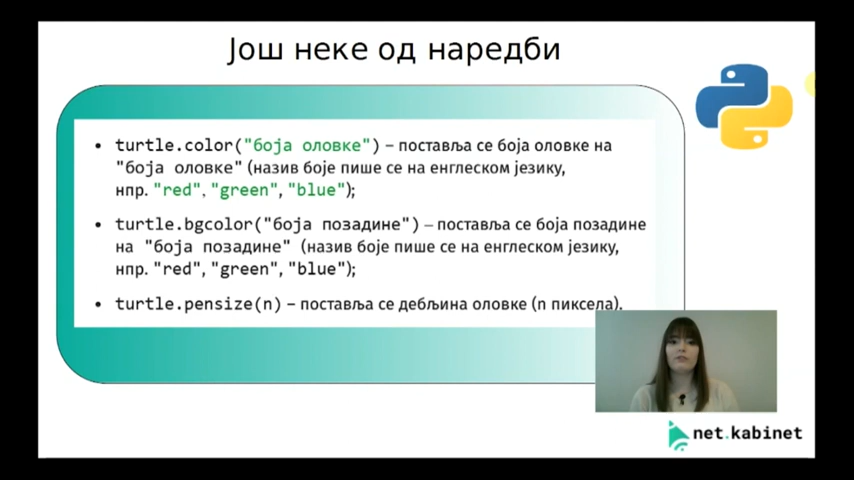 Још неке од наредби
• turtle.color("боја оловке") – поставља се боја оловке на
"боја оловке" (назив боје пише се на енглеском језику,
нпр. "red", "green", "blue");
• turtle.bgcolor("боја позадине") – поставља се боја позадине
на "боја позадине" (назив боје пише се на енглеском језику,
нпр. "red", "green", "blue");
• turtle.pensize(n) – поставља се дебљина оловке (n пиксела).
net.kabinet